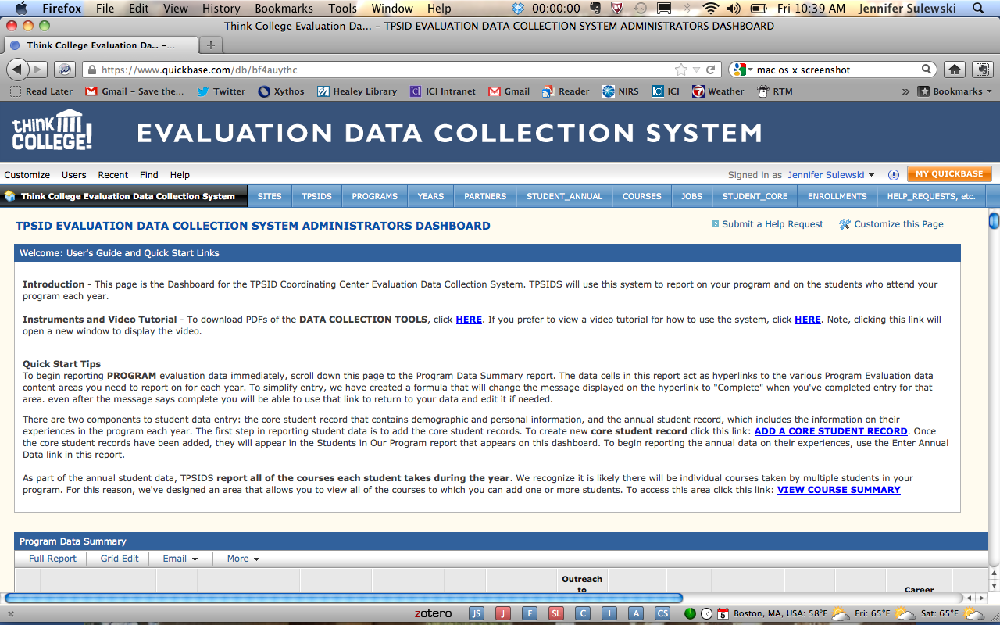 Firefox File Edit View History Bookmarks Tools Window Help 00:00:00 Fri 10:39 AM Jennifer Sulewski
Think College Evaluation Da... – TPSID EVALUATION DATA COLLECTION SYSTEM ADMINISTRATORS DASHBOARD
Think College Evaluation Da... –...
https://www.quickbase.com/db/bf4auythc mac os x screenshot
Read Later Gmail – Save the... Twitter Xythos Healey Library ICI Intranet Gmail Reader NIRS ICI Weather RTM » Bookmarks
THINK COLLEGE! EVALUATION DATA COLLECTION SYSTEM
Customize Users Recent Find Help Signed in as Jennifer Sulewski MY QUICKBASE
Think College Evaluation Data Collection System SITES TPSIDS PROGRAMS YEARS PARTNERS STUDENT_ANNUAL COURSES JOBS STUDENT_CORE ENROLLMENTS HELP_REQUESTS, etc.
TPSID EVALUATION DATA COLLECTION SYSTEM ADMINISTRATORS DASHBOARD Submit a Help Request Customize this Page
Welcome: User's Guide and Quick Start Links
Introduction - This page is the Dashboard for the TPSID Coordinating Center Evaluation Data Collection System. TPSIDS will use this system to report on your program and on the students who attend your
program each year.
Instruments and Video Tutorial - To download PDFs of the DATA COLLECTION TOOLS, click HERE. If you prefer to view a video tutorial for how to use the system, click HERE. Note, clicking this link will
open a new window to display the video.
Quick Start Tips
To begin reporting PROGRAM evaluation data immediately, scroll down this page to the Program Data Summary report. The data cells in this report act as hyperlinks to the various Program Evaluation data
content areas you need to report on for each year. To simplify entry, we have created a formula that will change the message displayed on the hyperlink to "Complete" when you've completed entry for that
area. even after the message says complete you will be able to use that link to return to your data and edit it if needed.
There are two components to student data entry: the core student record that contains demographic and personal information, and the annual student record, which includes the information on their
experiences in the program each year. The first step in reporting student data is to add the core student records. To create new core student record click this link: ADD A CORE STUDENT RECORD. Once
the core student records have been added, they will appear in the Students in Our Program report that appears on this dashboard. To begin reporting the annual data on their experiences, use the Enter Annual
Data link in this report.
As part of the annual student data, TPSIDS report all of the courses each student takes during the year. We recognize it is likely there will be individual courses taken by multiple students in your
program. For this reason, we've designed an area that allows you to view all of the courses to which you can add one or more students. To access this area click this link: VIEW COURSE SUMMARY
Program Data Summary
Full Report Grid Edit Email More
Outreach
to
Career
zotero JS J F SL C I A CS 5 Boston, MA, USA: 58°F Fri: 65°F Sat: 65°F